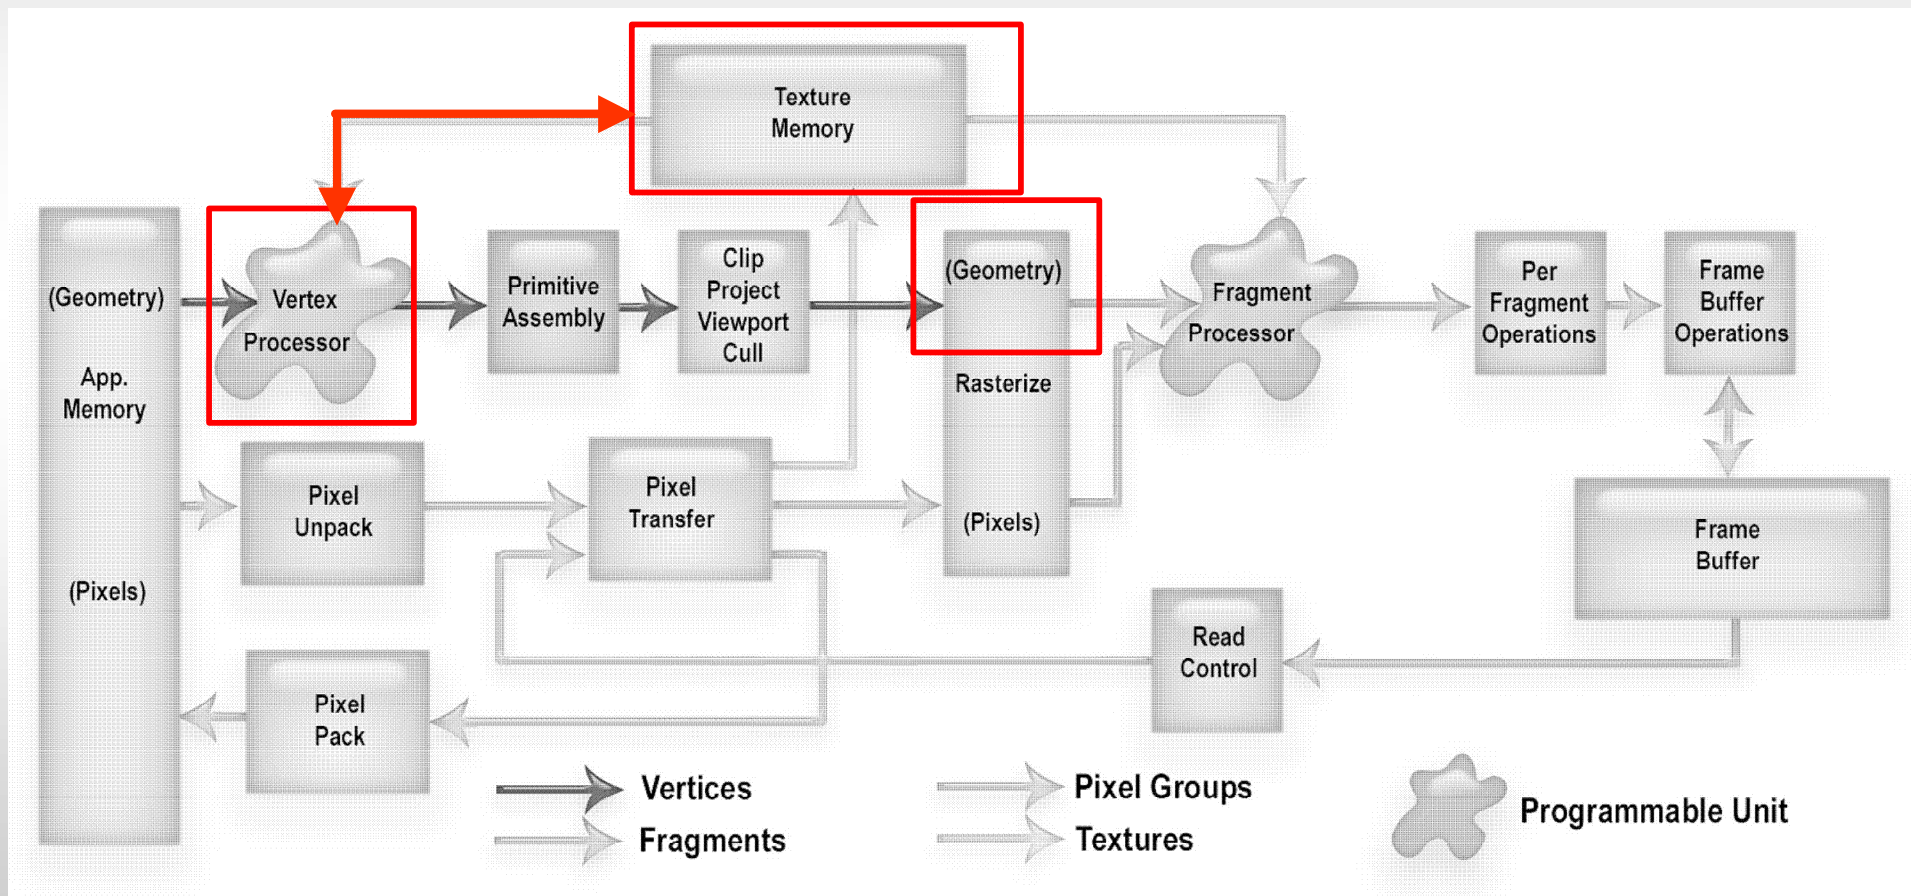 Texture
Memory
(Geometry)
App.
Memory
(Pixels)
Vertex
Processor
Primitive
Assembly
Clip
Project
Viewport
Cull
(Geometry)
Rasterize
(Pixels)
Fragment
Processor
Per
Fragment
Operations
Frame
Buffer
Operations
Pixel
Unpack
Pixel
Transfer
Frame
Buffer
Read
Control
Pixel
Pack
Vertices
Fragments
Pixel Groups
Textures
Programmable Unit